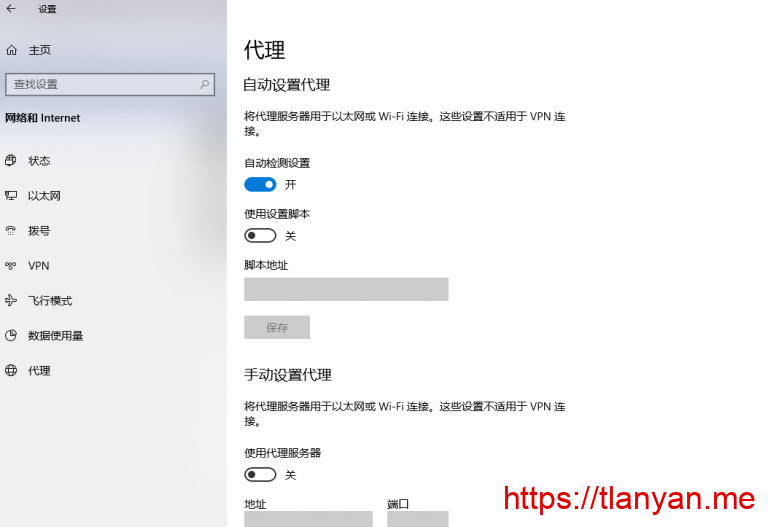 设置
主页
查找设置
网络和 Internet
状态
以太网
拨号
VPN
飞行模式
数据使用量
代理
代理
自动设置代理
将代理服务器用于以太网或 Wi-Fi 连接。这些设置不适用于 VPN 连
接。
自动检测设置
开
使用设置脚本
关
脚本地址
保存
手动设置代理
将代理服务器用于以太网或 Wi-Fi 连接。这些设置不适用于 VPN 连
接。
使用代理服务器
关
地址 端口
https://tlanyan.me